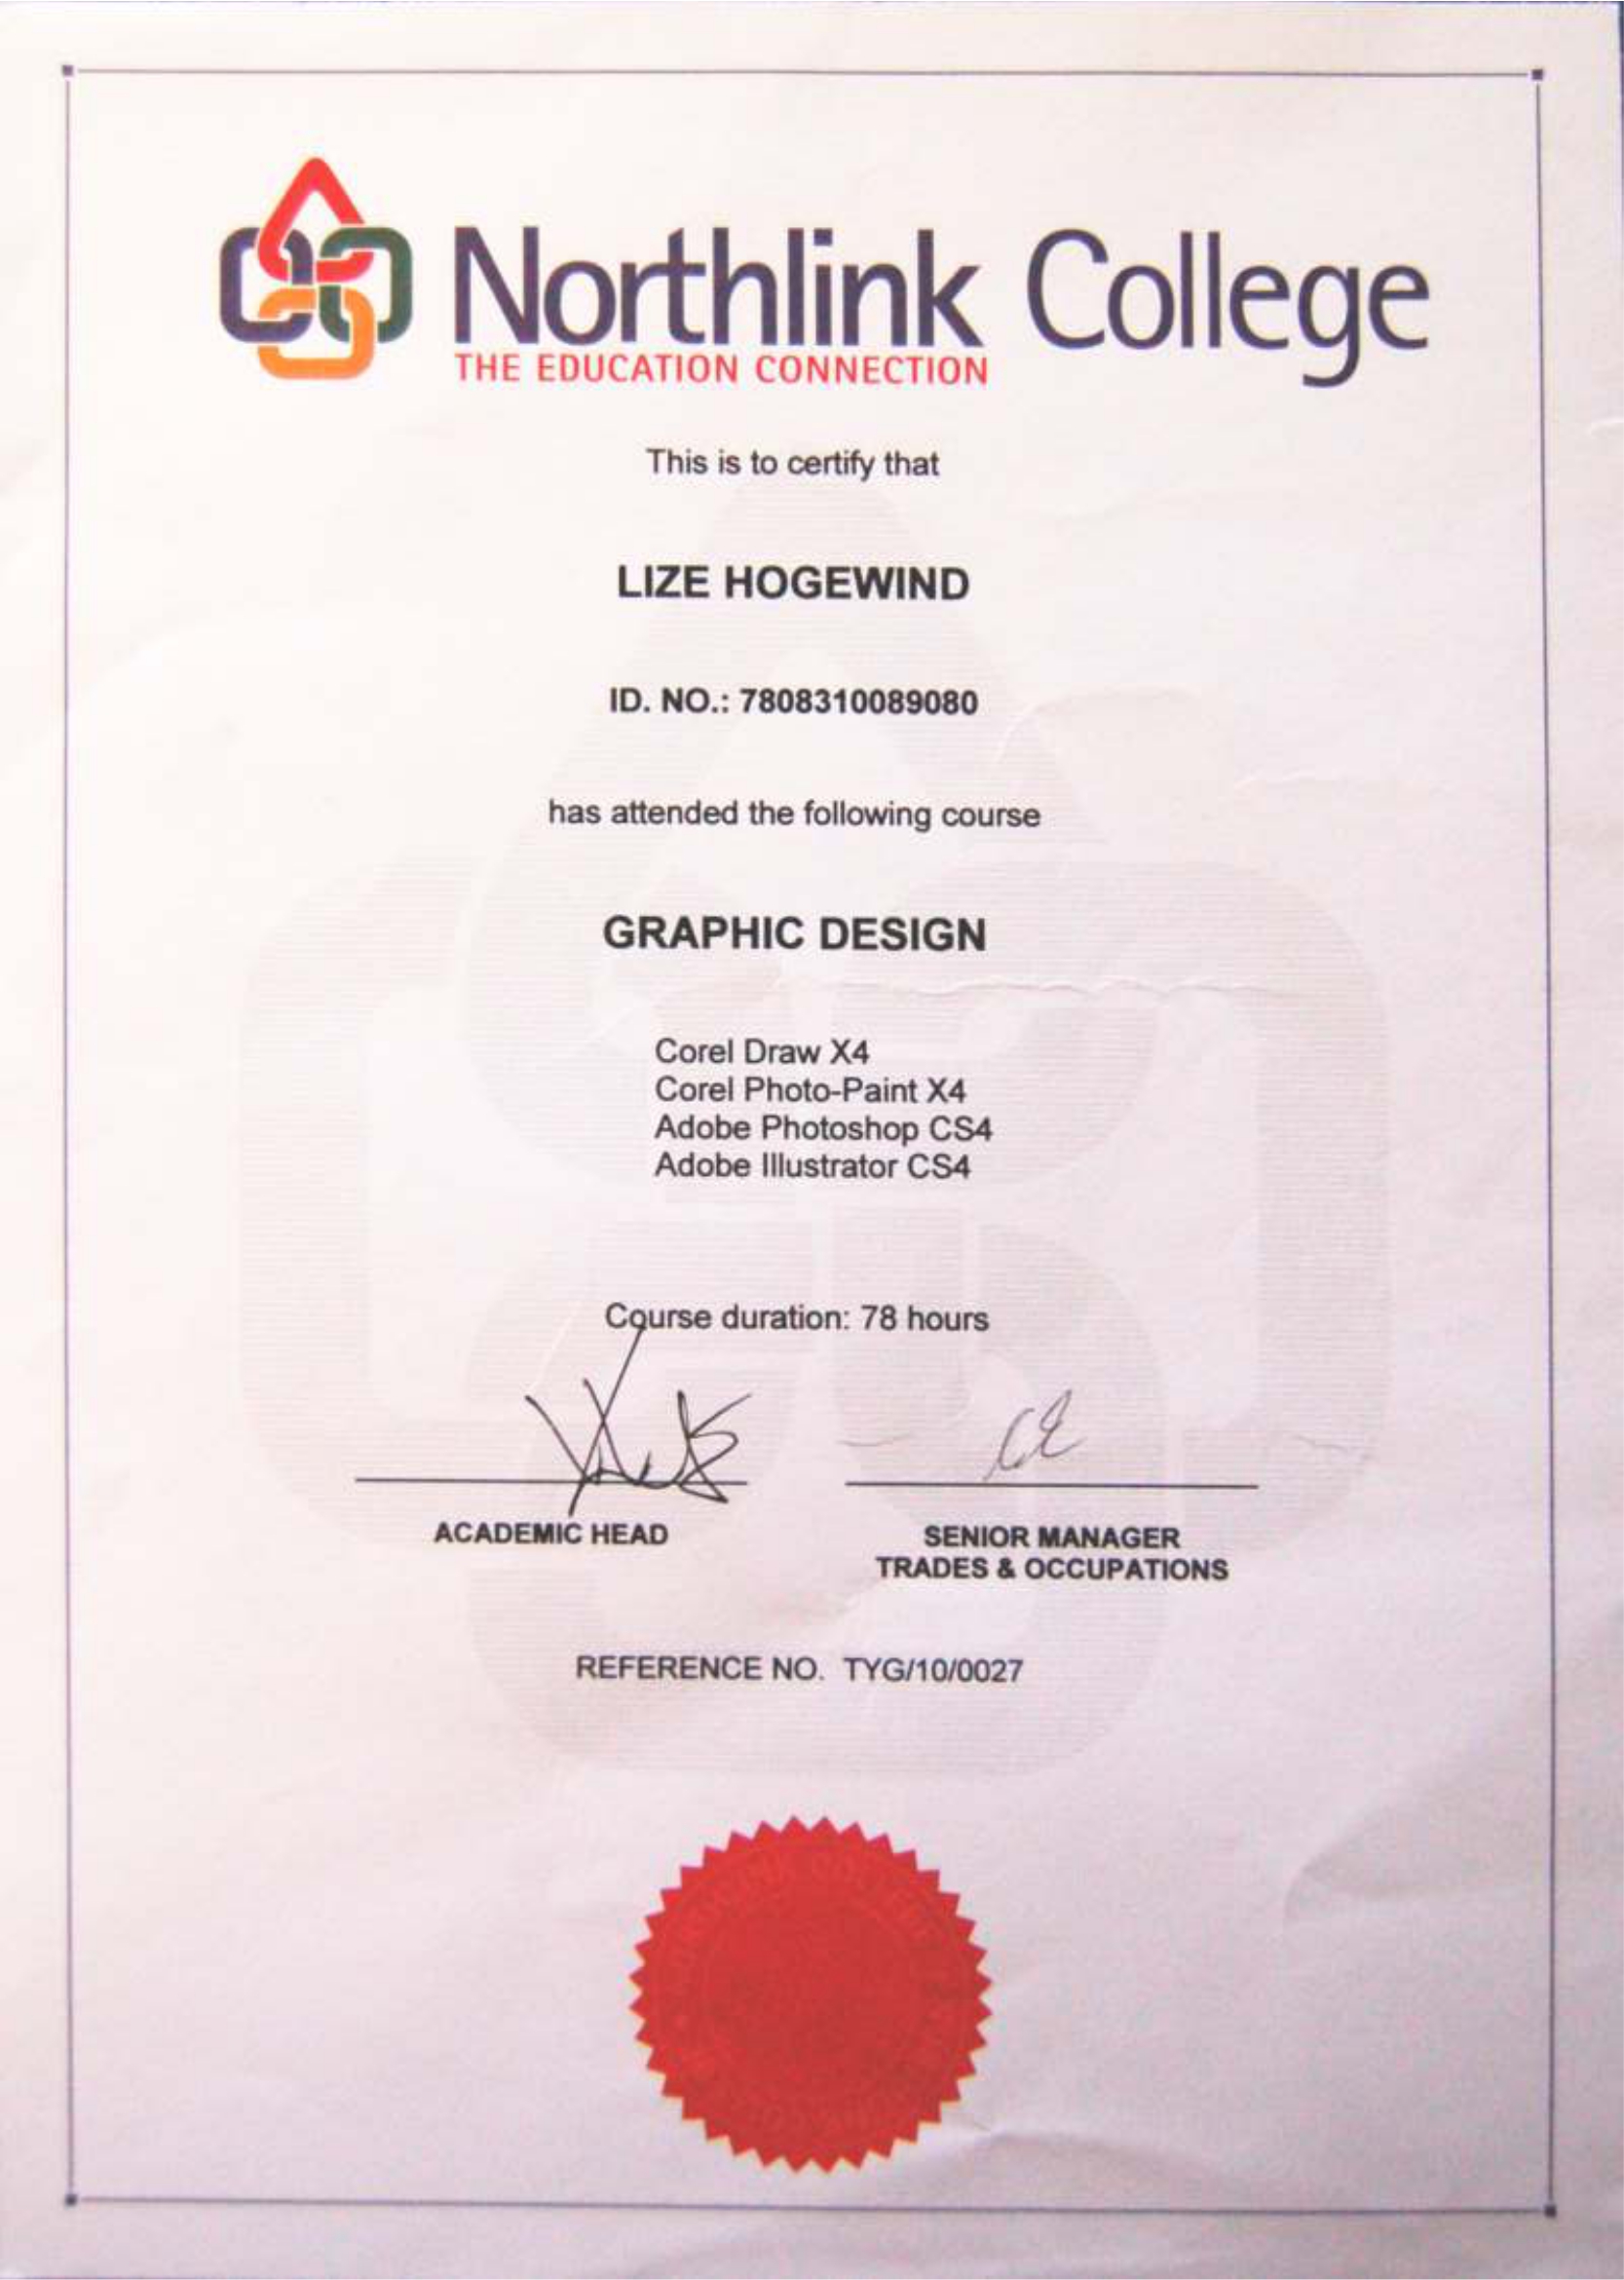 Northlink College
THE EDUCATION CONNECTION
This is to certify that
LIZE HOGEWIND
ID. NO.: 7808310089080
has attended the following course
GRAPHIC DESIGN
Corel Draw X4
Corel Photo-Paint X4
Adobe Photoshop CS4
Adobe Illustrator CS4
Course duration: 78 hours
ACADEMIC HEAD
SENIOR MANAGER
TRADES & OCCUPATIONS
REFERENCE NO. TYG/10/0027